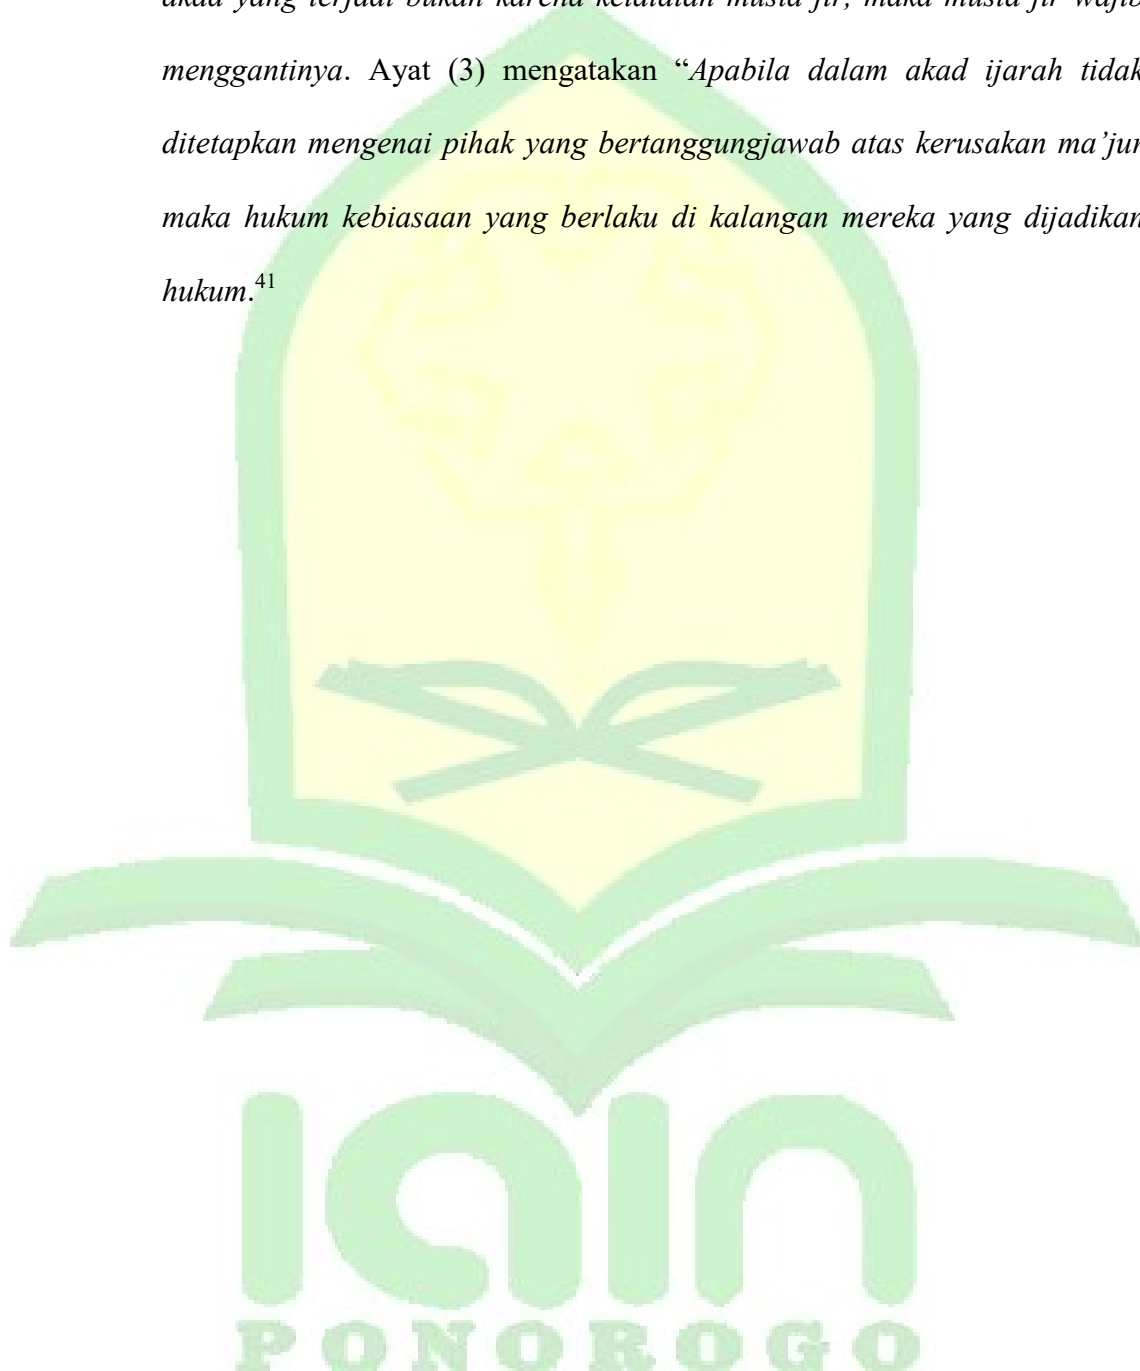 akad yang terjadi bukan karena kelalaian musta'jir, maka musta'jir wajib
menggantinya. Ayat (3) mengatakan “Apabila dalam akad ijarah tidak
ditetapkan mengenai pihak yang bertanggungjawab atas kerusakan ma’jur
maka hukum kebiasaan yang berlaku di kalangan mereka yang dijadikan
hukum.41
iain
PONOROGO